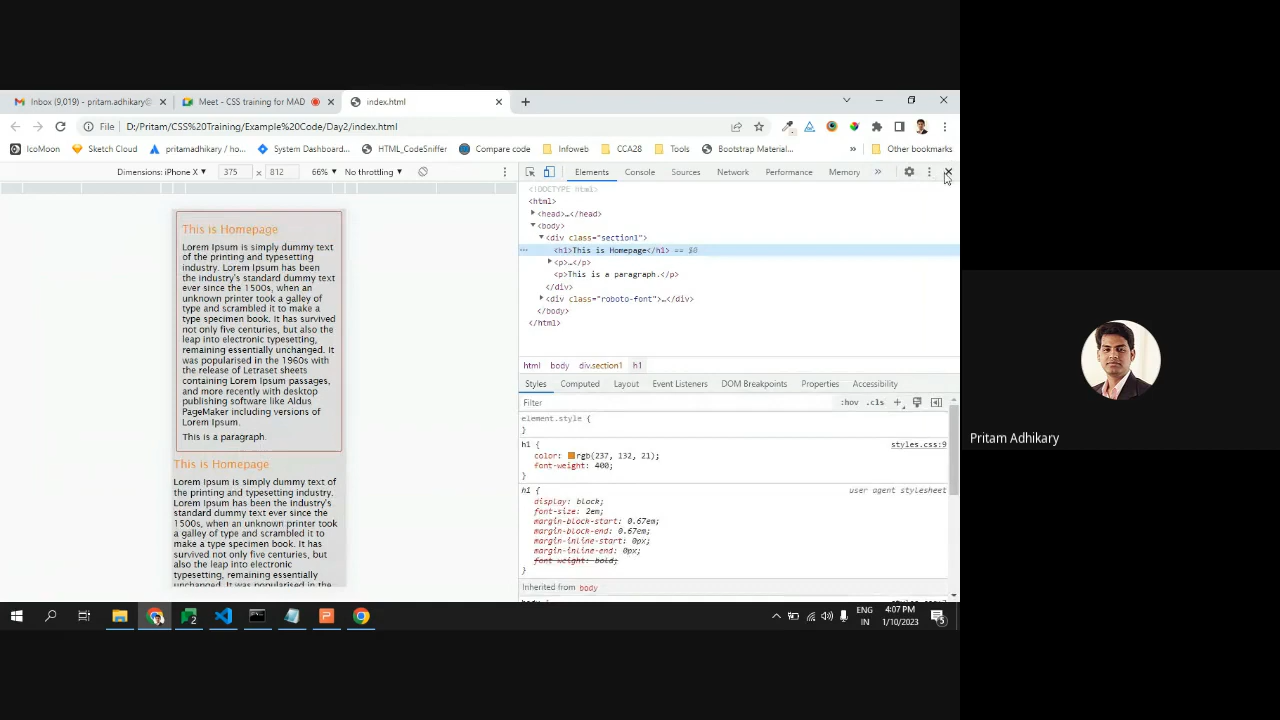 Inbox (9,019) - pritam.adhikary@
Meet - CSS training for MAD
index.html
File D:/Pritam/CSS%20Training/Example%20Code/Day2/index.html
IcoMoon Sketch Cloud pritamadhikary / ho... System Dashboard... HTML_CodeSniffer Compare code Infoweb CCA28 Tools Bootstrap Material... » Other bookmarks
Dimensions: iPhone X ▼ 375 x 812 66% ▼ No throttling ▼
Elements Console Sources Network Performance Memory »
This is Homepage
Lorem Ipsum is simply dummy text
of the printing and typesetting
industry. Lorem Ipsum has been
the industry's standard dummy text
ever since the 1500s, when an
unknown printer took a galley of
type and scrambled it to make a
type specimen book. It has survived
not only five centuries, but also the
leap into electronic typesetting,
remaining essentially unchanged. It
was popularised in the 1960s with
the release of Letraset sheets
containing Lorem Ipsum passages,
and more recently with desktop
publishing software like Aldus
PageMaker including versions of
Lorem Ipsum.
This is a paragraph.
This is Homepage
Lorem Ipsum is simply dummy text of
the printing and typesetting industry.
Lorem Ipsum has been the industry's
standard dummy text ever since the
1500s, when an unknown printer took
a galley of type and scrambled it to
make a type specimen book. It has
survived not only five centuries, but
also the leap into electronic
typesetting, remaining essentially
unchanged. It was popularised in the
<!DOCTYPE html>
<html>
<head>…</head>
<body>
<div class="section1">
<h1>This is Homepage</h1> == $0
<p>…</p>
<p>This is a paragraph.</p>
</div>
<div class="roboto-font">…</div>
</body>
</html>
html body div.section1 h1
Styles Computed Layout Event Listeners DOM Breakpoints Properties Accessibility
Filter :hov .cls +
element.style {
}
h1 { styles.css:9
color: rgb(237, 132, 21);
font-weight: 400;
}
h1 { user agent stylesheet
display: block;
font-size: 2em;
margin-block-start: 0.67em;
margin-block-end: 0.67em;
margin-inline-start: 0px;
margin-inline-end: 0px;
font-weight: bold;
}
Inherited from body
Pritam Adhikary
ENG
IN
4:07 PM
1/10/2023
5